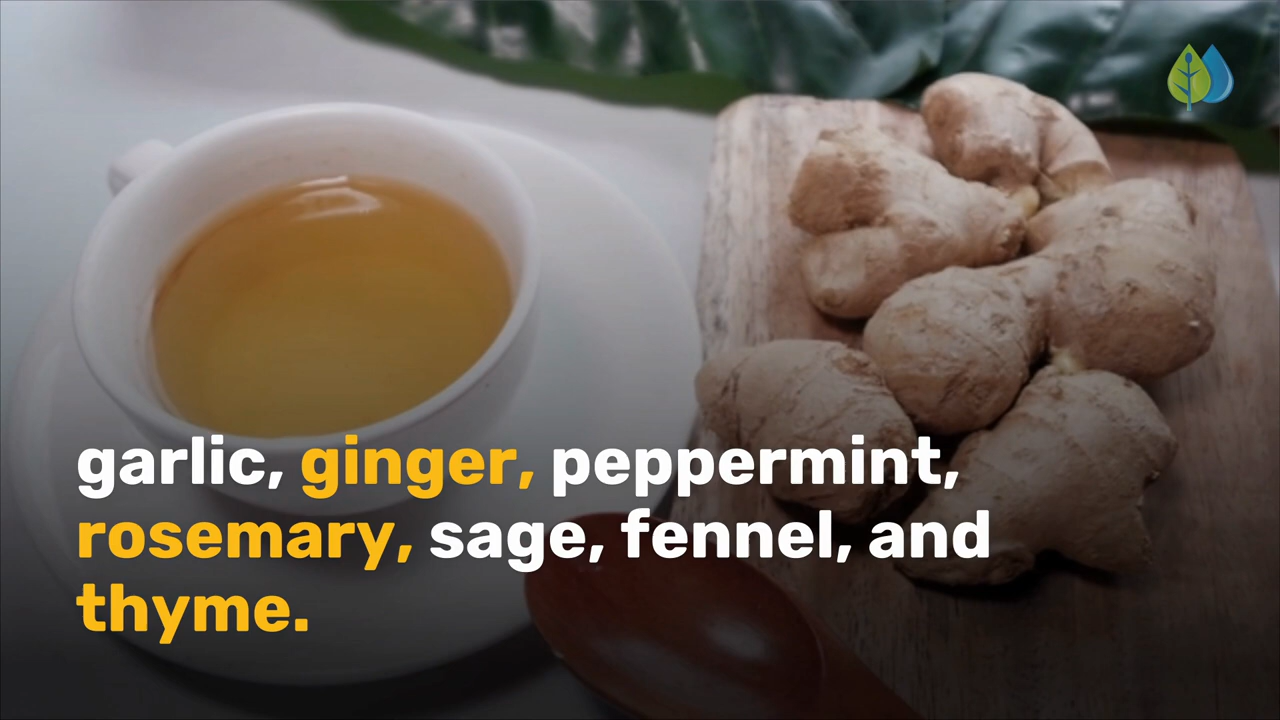 garlic, ginger, peppermint,
rosemary, sage, fennel, and
thyme.